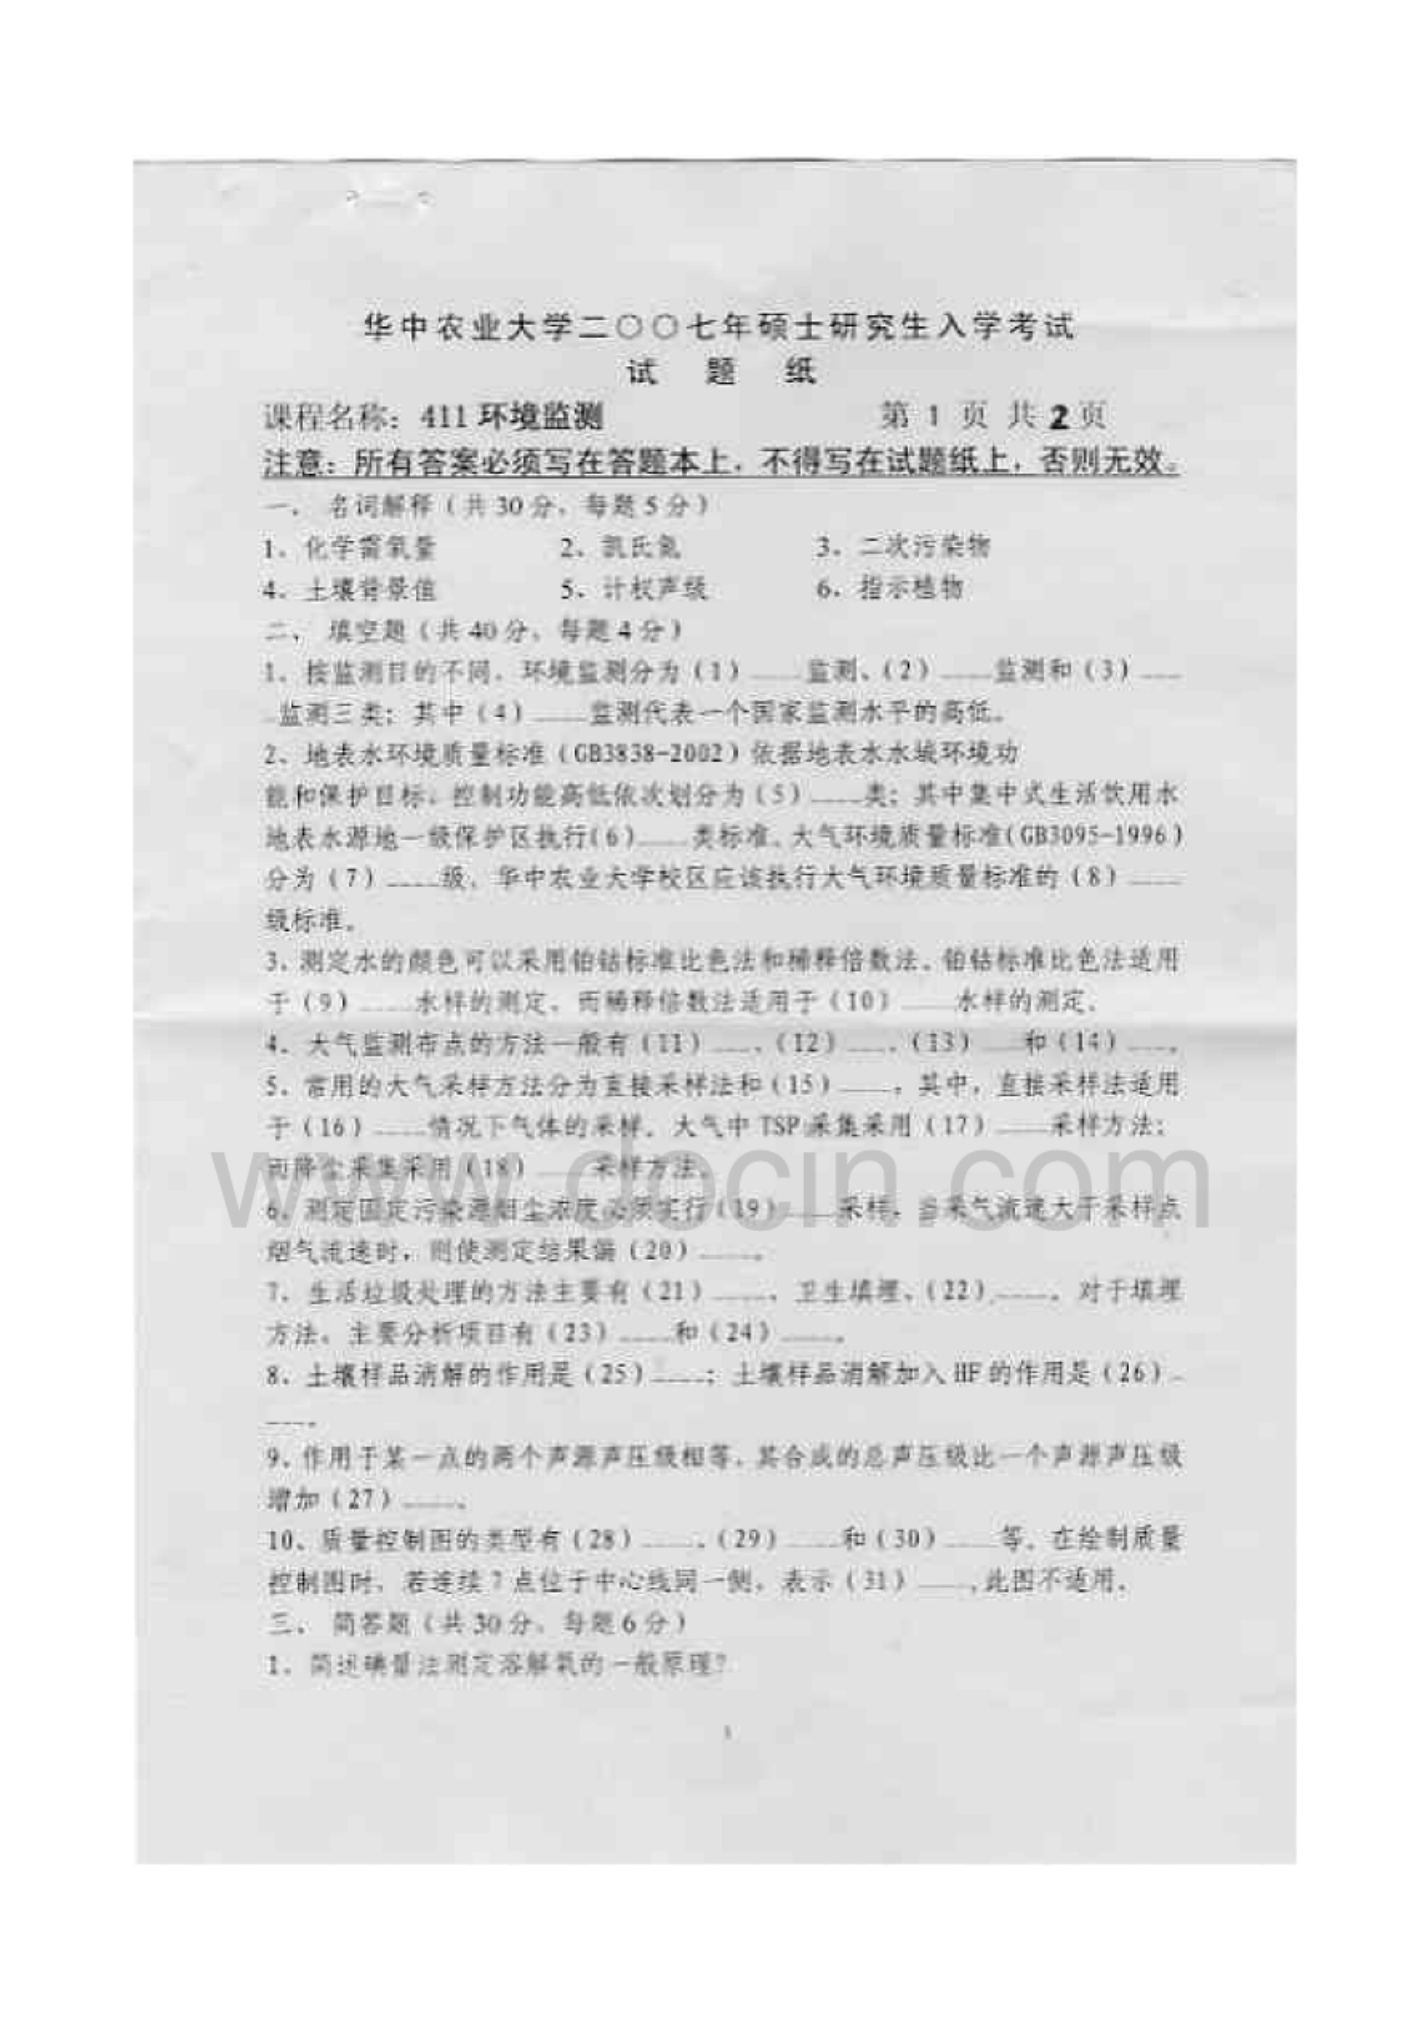 华中农业大学二〇〇七年硕士研究生入学考试
试 题 纸
课程名称：411 环境监测 第 1 页 共 2 页
注意：所有答案必须写在答题本上，不得写在试题纸上，否则无效。
一、 名词解释（共 30 分，每题 5 分）
1、化学需氧量 2、凯氏氮 3、二次污染物
4、土壤背景值 5、计权声级 6、指示植物
二、 填空题（共 40 分，每题 4 分）
1、按监测目的不同，环境监测分为（1）____监测、（2）____监测和（3）___
_监测三类；其中（4）____监测代表一个国家监测水平的高低。
2、地表水环境质量标准（GB3838-2002）依据地表水水域环境功
能和保护目标，控制功能高低依次划分为（5）____类；其中集中式生活饮用水
地表水源地一级保护区执行（6）____类标准。大气环境质量标准（GB3095-1996）
分为（7）____级，华中农业大学校区应该执行大气环境质量标准的（8）____
级标准。
3、测定水的颜色可以采用铂钴标准比色法和稀释倍数法。铂钴标准比色法适用
于（9）____水样的测定，而稀释倍数法适用于（10）____水样的测定。
4、大气监测布点的方法一般有（11）___、（12）___、（13）___和（14）___。
5、常用的大气采样方法分为直接采样法和（15）____，其中，直接采样法适用
于（16）____情况下气体的采样。大气中 TSP 采集采用（17）____采样方法；
而降尘采集采用（18）____采样方法。
6、测定固定污染源烟尘浓度必须实行（19）____采样，当采气流速大于采样点
烟气流速时，则使测定结果偏（20）____。
7、生活垃圾处理的方法主要有（21）____、卫生填埋、（22）____。对于填埋
方法，主要分析项目有（23）____和（24）____。
8、土壤样品消解的作用是（25）____；土壤样品消解加入 HF 的作用是（26）_
___。
9、作用于某一点的两个声源声压级相等，其合成的总声压级比一个声源声压级
增加（27）____。
10、质量控制图的类型有（28）____、（29）____和（30）____等。在绘制质量
控制图时，若连续 7 点位于中心线同一侧，表示（31）____，此图不适用。
三、 简答题（共 30 分，每题 6 分）
1、简述碘量法测定溶解氧的一般原理？
1
www.docin.com